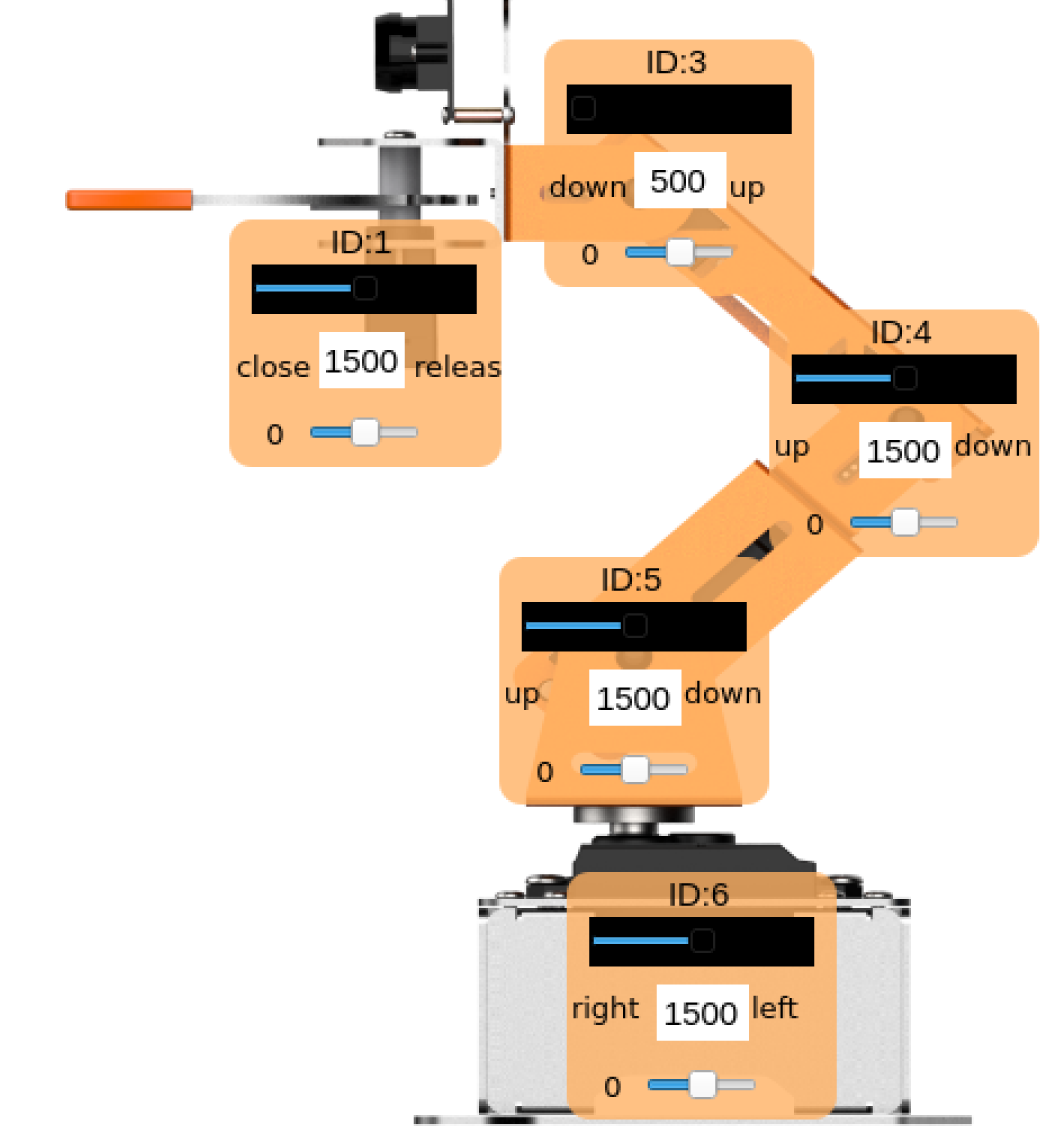 ID:3
down 500 up
0
ID:1
close 1500 releas
0
ID:4
up 1500 down
0
ID:5
up 1500 down
0
ID:6
right 1500 left
0